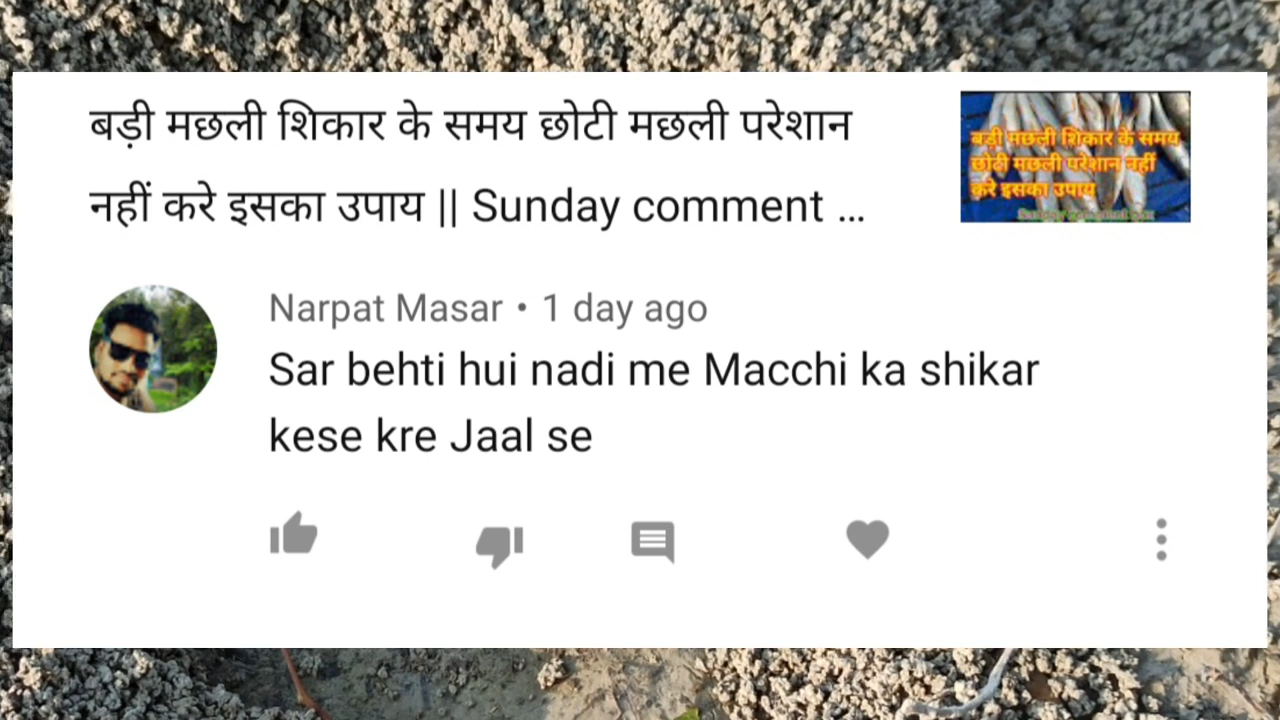 बड़ी मछली शिकार के समय छोटी मछली परेशान
नहीं करे इसका उपाय || Sunday comment ...
बड़ी मछली शिकार के समय
छोटी मछली परेशान नहीं
करे इसका उपाय
Narpat Masar • 1 day ago
Sar behti hui nadi me Macchi ka shikar
kese kre Jaal se